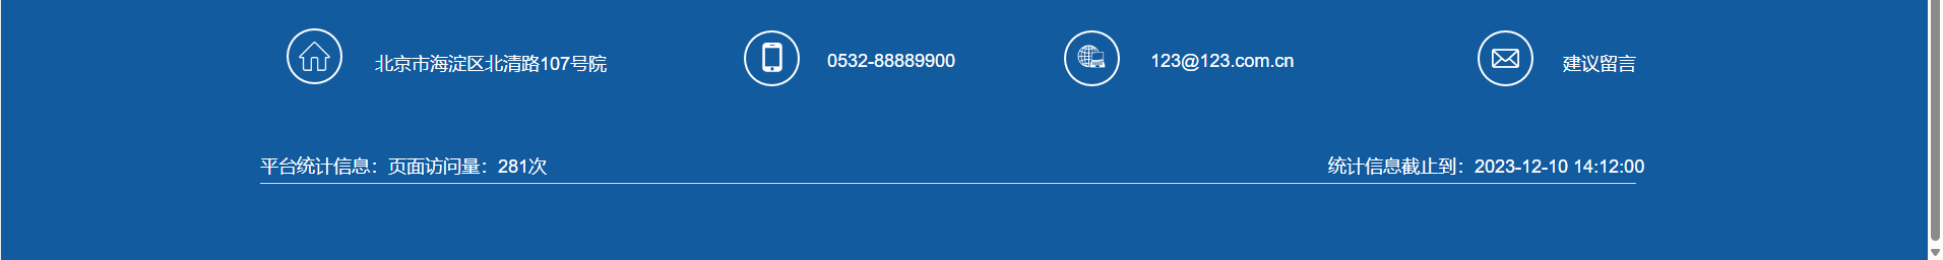 北京市海淀区北清路107号院 0532-88889900 123@123.com.cn 建议留言
平台统计信息：页面访问量：281次 统计信息截止到：2023-12-10 14:12:00